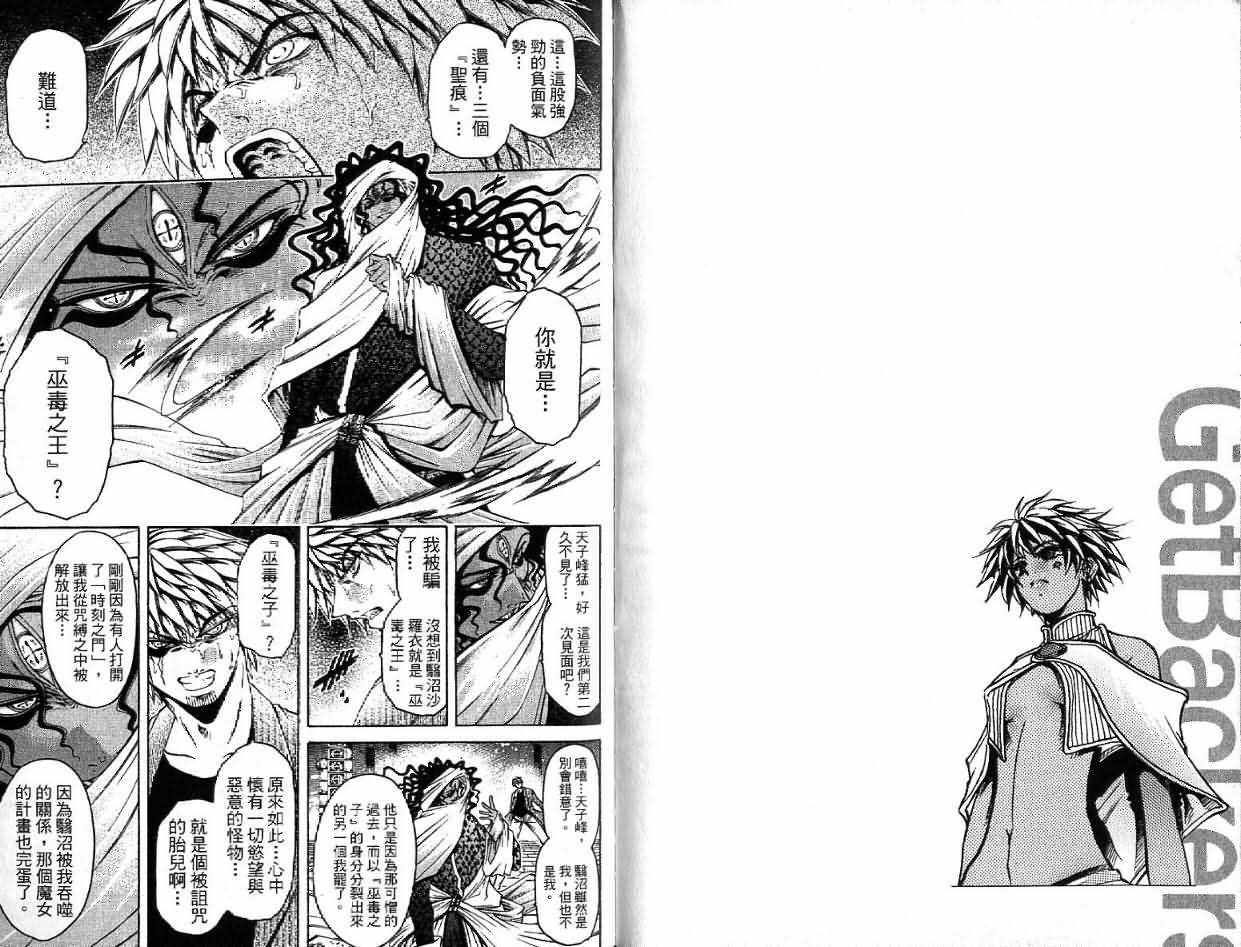 GetBackers
這…這股強
勁的負面氣
勢…
還有…三個
『聖痕』…
難道…
你就是…
『巫毒之王』？
天子峰猛，好
久不見了…
這是我們第二
次見面吧？
我被騙
了…
沒想到翳沼沙
羅衣就是『巫
毒之王』…
嘻嘻…天子峰，
別會錯意了。
翳沼雖然是
我，但也不
是我。
他只是因為那可憎的
過去，而以『巫毒之
子』的身分分裂出來
的另一個我罷了。
『巫毒之子』？
原來如此…心中
懷有一切慾望與
惡意的怪物…
就是個被詛咒
的胎兒啊…
剛剛因為有人打開
了「時刻之門」，
讓我從咒縛之中被
解放出來…
因為翳沼被我吞噬
的關係，那個魔女
的計畫也完蛋了。